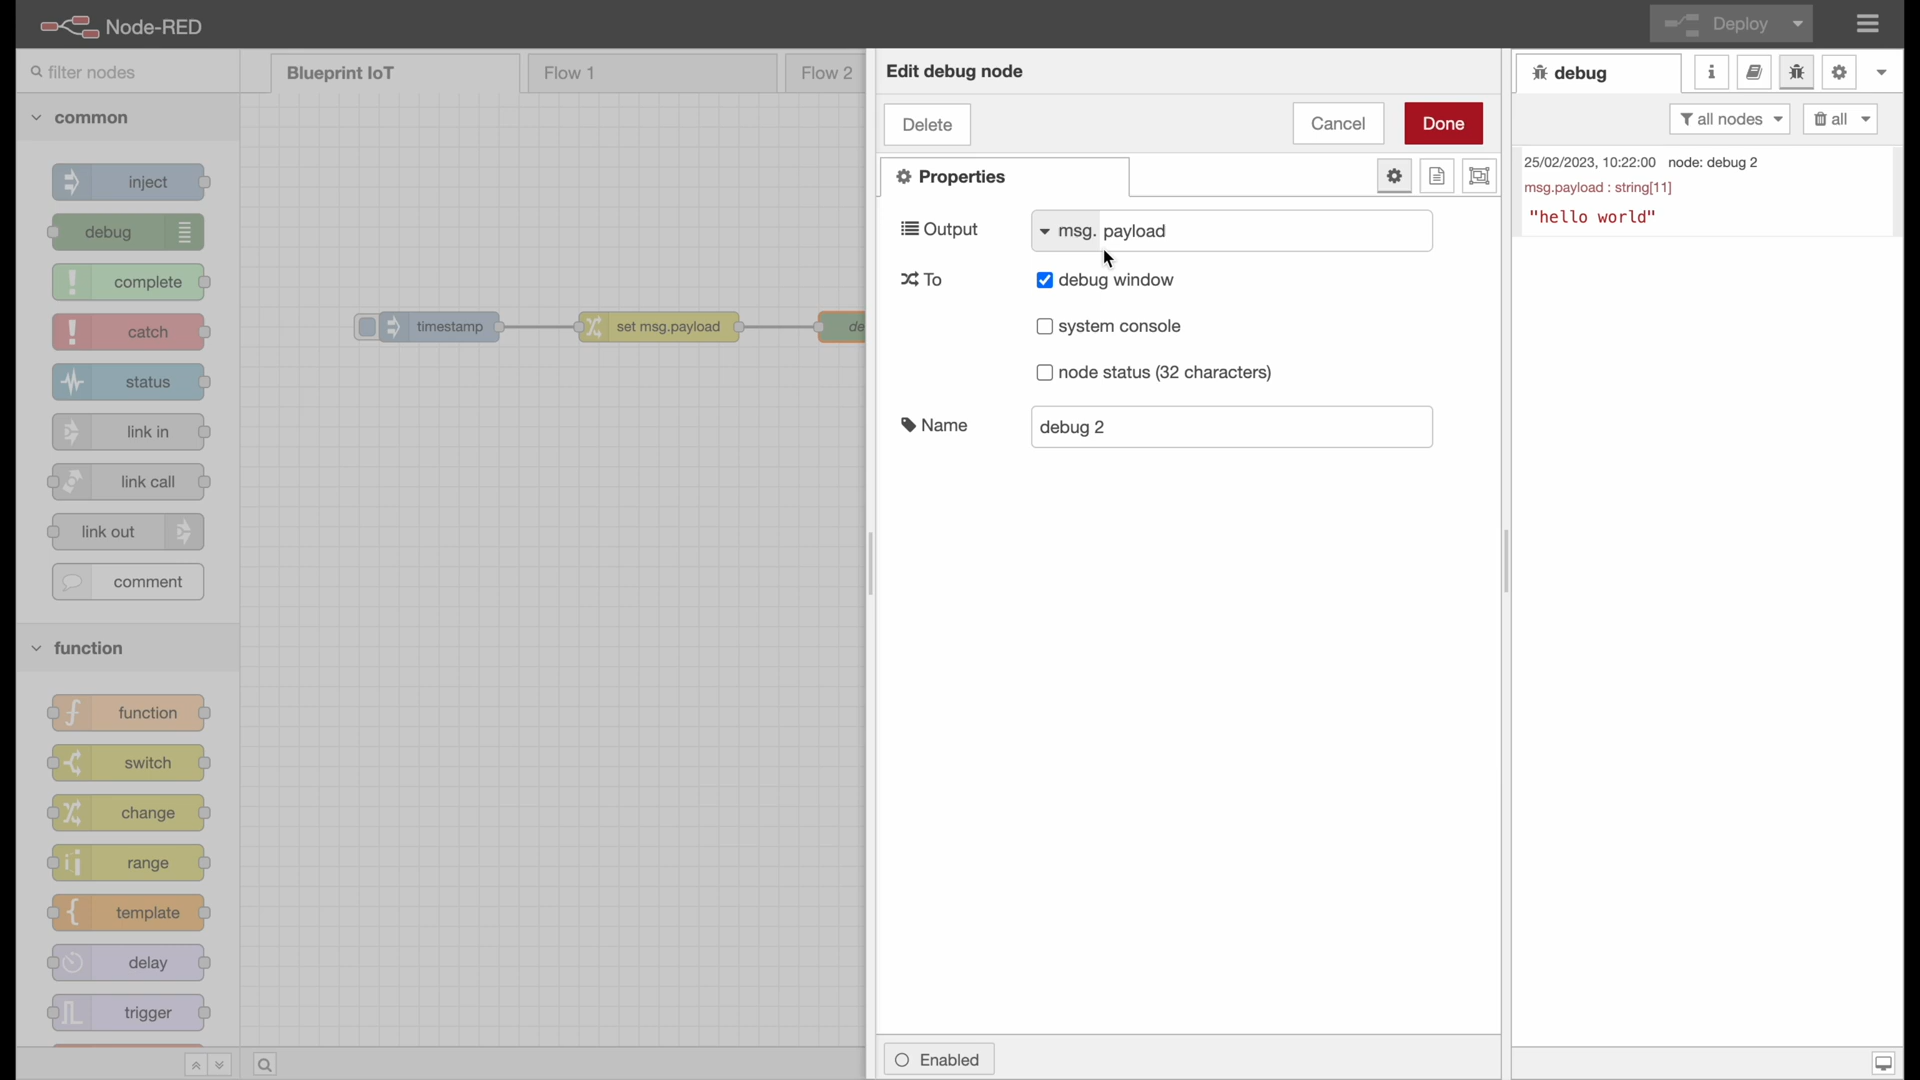 Node-RED
Deploy
filter nodes
Blueprint IoT
Flow 1
Flow 2
common
inject
debug
complete
catch
status
link in
link call
link out
comment
function
function
switch
change
range
template
delay
trigger
timestamp
set msg.payload
de
Edit debug node
Delete
Cancel
Done
Properties
Output
msg. payload
To
debug window
system console
node status (32 characters)
Name
debug 2
Enabled
debug
i
all nodes
all
25/02/2023, 10:22:00 node: debug 2
msg.payload : string[11]
"hello world"